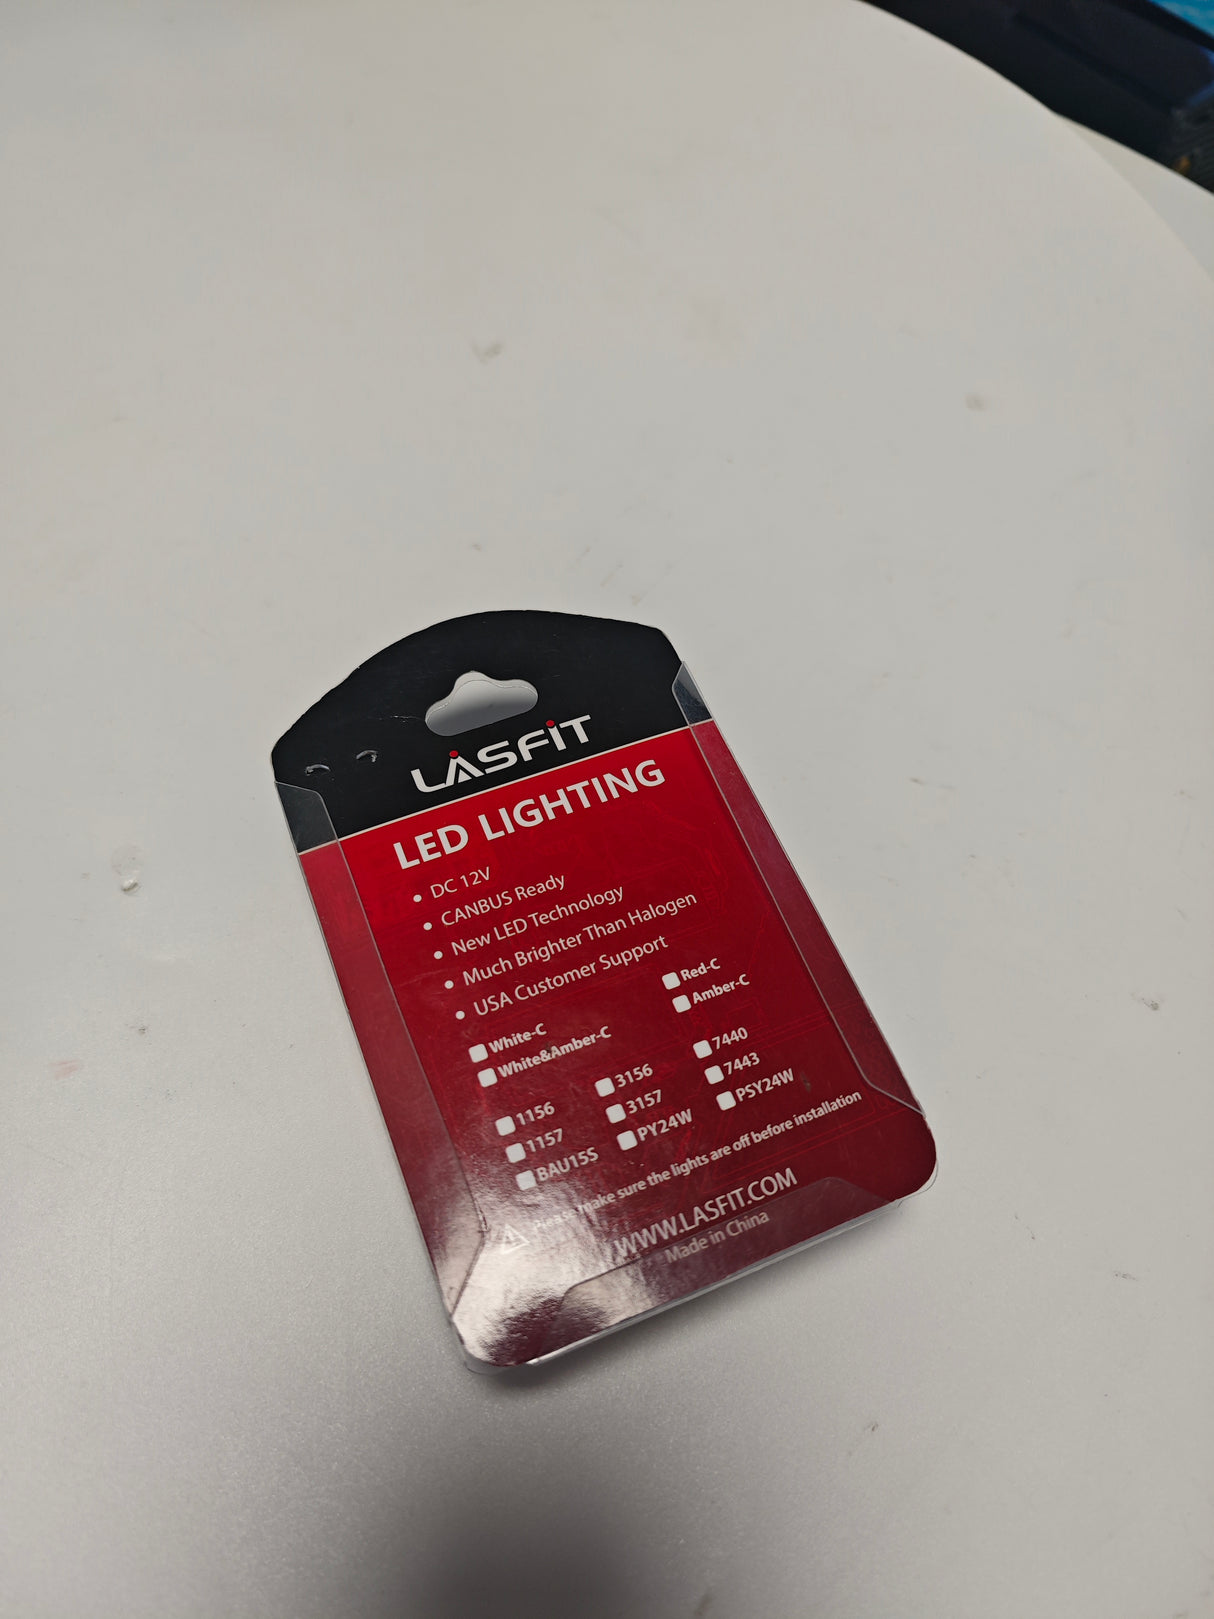 LASFIT
LED LIGHTING
• DC 12V
• CANBUS Ready
• New LED Technology
• Much Brighter Than Halogen
• USA Customer Support
White-C Red-C
White&Amber-C Amber-C
1156 3156 7440
1157 3157 7443
BAU15S PY24W PSY24W
Please make sure the lights are off before installation
WWW.LASFIT.COM
Made in China